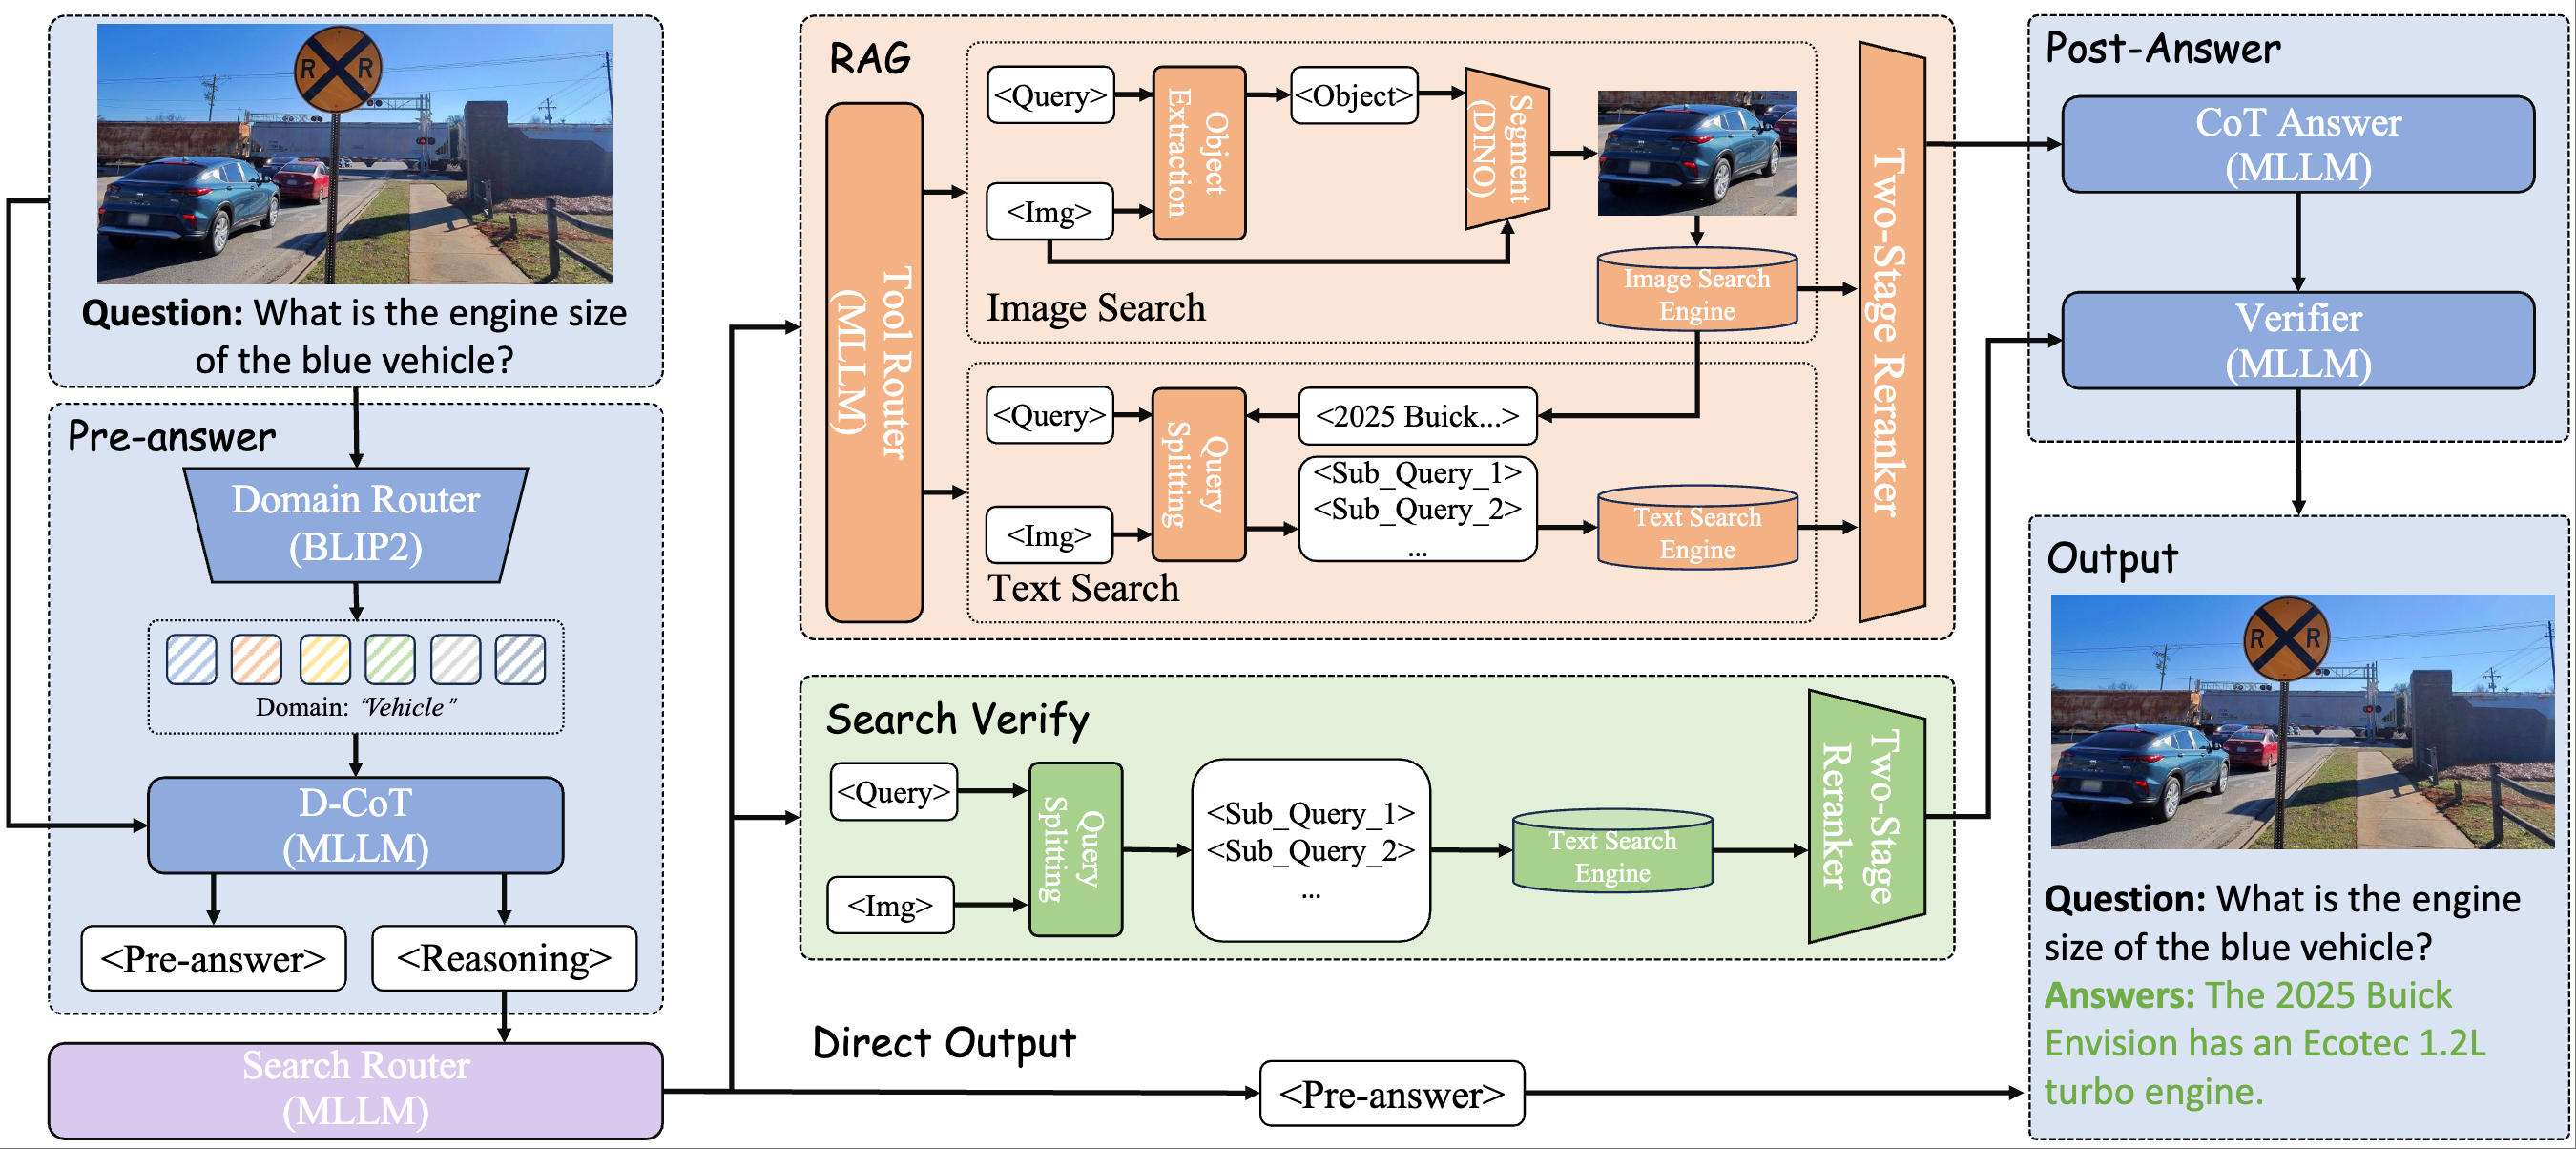 R R
Question: What is the engine size
of the blue vehicle?
Pre-answer
Domain Router
(BLIP2)
Domain: "Vehicle"
D-CoT
(MLLM)
<Pre-answer>
<Reasoning>
Search Router
(MLLM)
RAG
Tool Router
(MLLM)
<Query>
<Img>
Object
Extraction
<Object>
Segment
(DINO)
Image Search
Engine
Image Search
<Query>
<Img>
Query
Splitting
<2025 Buick...>
<Sub_Query_1>
<Sub_Query_2>
...
Text Search
Engine
Text Search
Two-Stage Reranker
Search Verify
<Query>
<Img>
Query
Splitting
<Sub_Query_1>
<Sub_Query_2>
...
Text Search
Engine
Two-Stage
Reranker
Direct Output
<Pre-answer>
Post-Answer
CoT Answer
(MLLM)
Verifier
(MLLM)
Output
R R
Question: What is the engine
size of the blue vehicle?
Answers: The 2025 Buick
Envision has an Ecotec 1.2L
turbo engine.